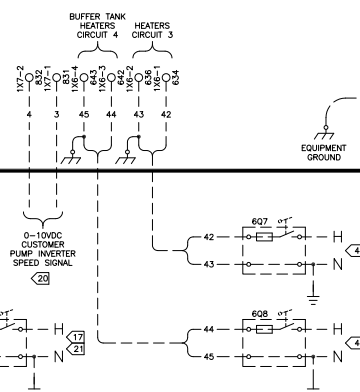 BUFFER TANK
HEATERS
CIRCUIT 4
HEATERS
CIRCUIT 3
1X7-2
832
1X7-1
831
1X6-4
643
1X6-3
642
1X6-2
636
1X6-1
634
4
3
45
44
43
42
EQUIPMENT
GROUND
0-10VDC
CUSTOMER
PUMP INVERTER
SPEED SIGNAL
20
6Q7
42
H
43
N
4
6Q8
44
H
45
N
4
H
N
17
21